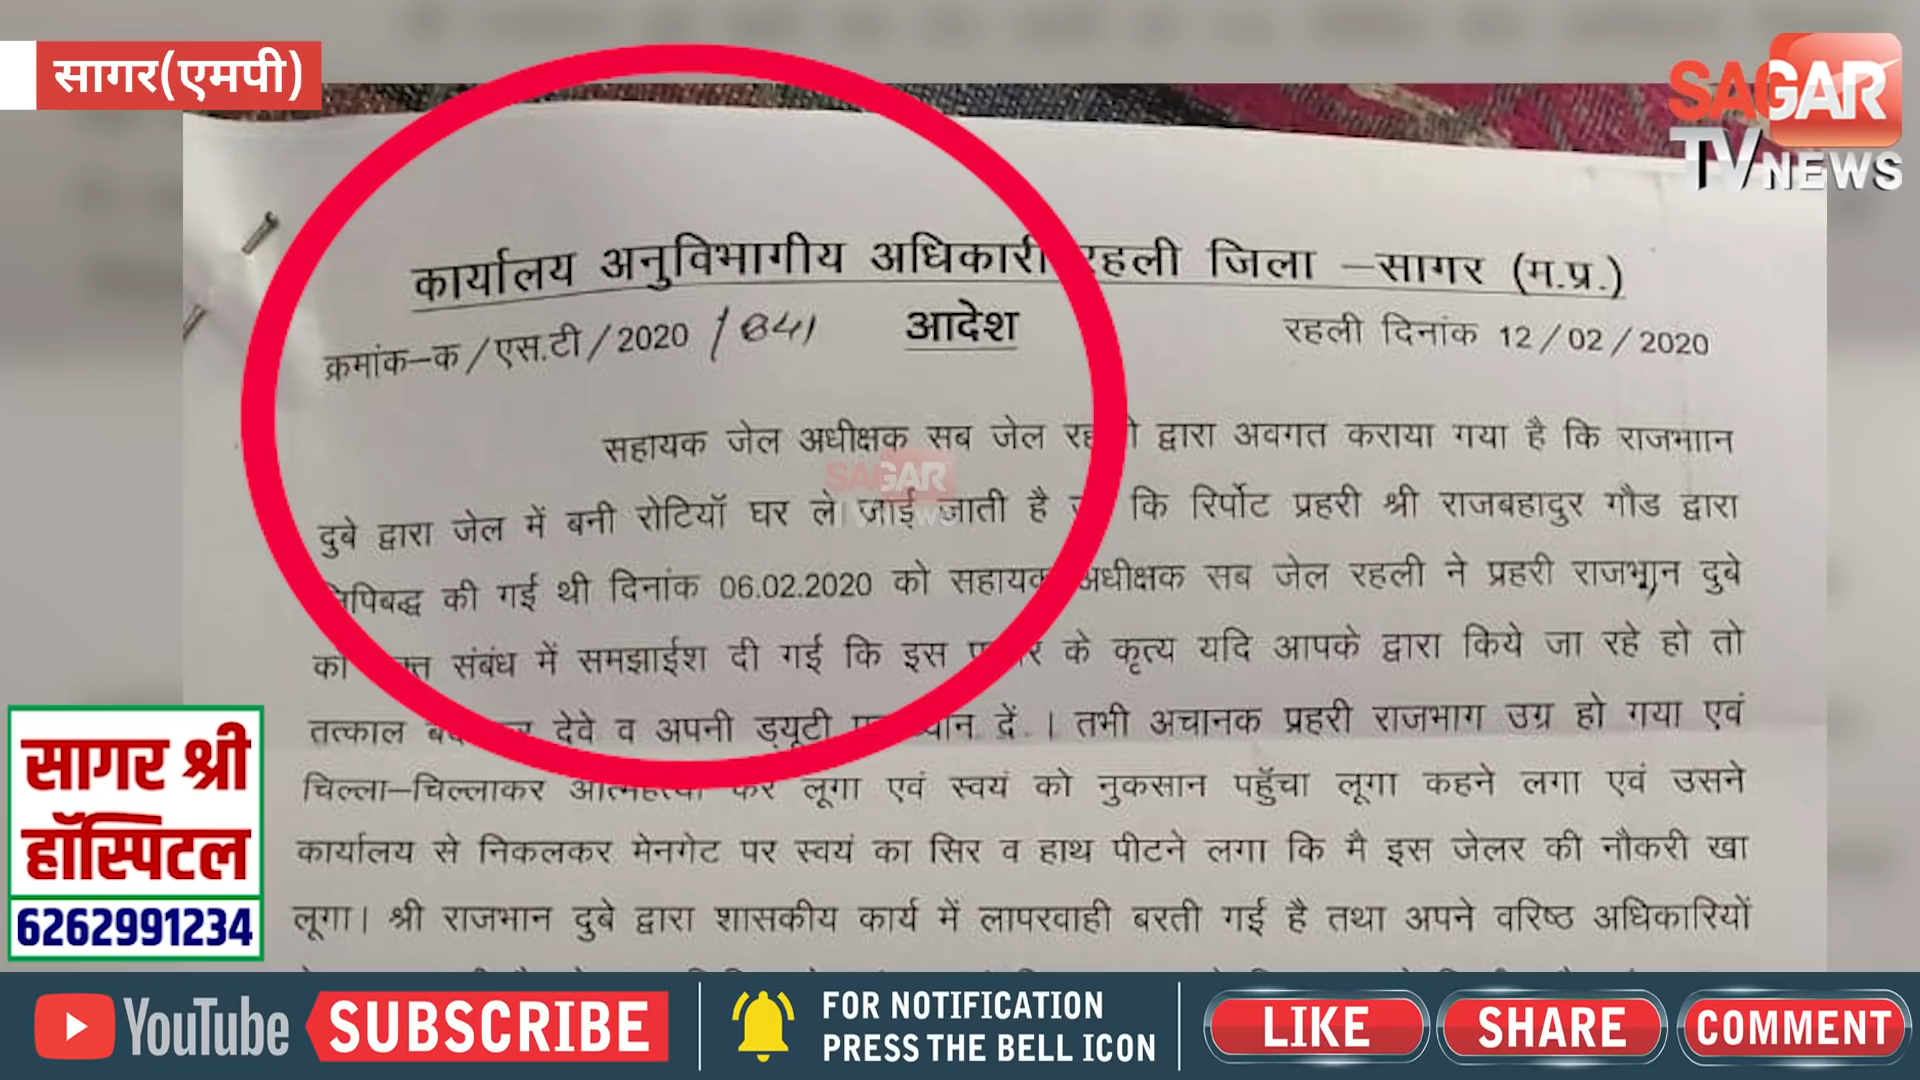 सागर(एमपी)
SAGAR
TV NEWS
कार्यालय अनुविभागीय अधिकारी रहली जिला –सागर (म.प्र.)
क्रमांक–क/एस.टी/2020 /841 आदेश रहली दिनांक 12/02/2020
सहायक जेल अधीक्षक सब जेल द्वारा अवगत कराया गया है कि राजभाान
दुबे द्वारा जेल में बनी रोटियॉ घर ले जाई जाती है कि रिर्पोट प्रहरी श्री राजबहादुर गौड द्वारा
की गई थी दिनांक 06.02.2020 को सहायक अधीक्षक सब जेल रहली ने प्रहरी राजभान दुबे
संबंध में समझाईश दी गई कि इस के कृत्य यदि आपके द्वारा किये जा रहे हो तो
तत्काल देवे व अपनी ड्यूटी दें । तभी अचानक प्रहरी राजभाग उग्र हो गया एवं
चिल्ला–चिल्लाकर आत्महत्या कर लूगा एवं स्वयं को नुकसान पहुॅचा लूगा कहने लगा एवं उसने
कार्यालय से निकलकर मेनगेट पर स्वयं का सिर व हाथ पीटने लगा कि मै इस जेलर की नौकरी खा
लूगा। श्री राजभान दुबे द्वारा शासकीय कार्य में लापरवाही बरती गई है तथा अपने वरिष्ठ अधिकारियों
SAGAR
TV NEWS
सागर श्री
हॉस्पिटल
6262991234
YouTube SUBSCRIBE
FOR NOTIFICATION
PRESS THE BELL ICON
LIKE SHARE COMMENT